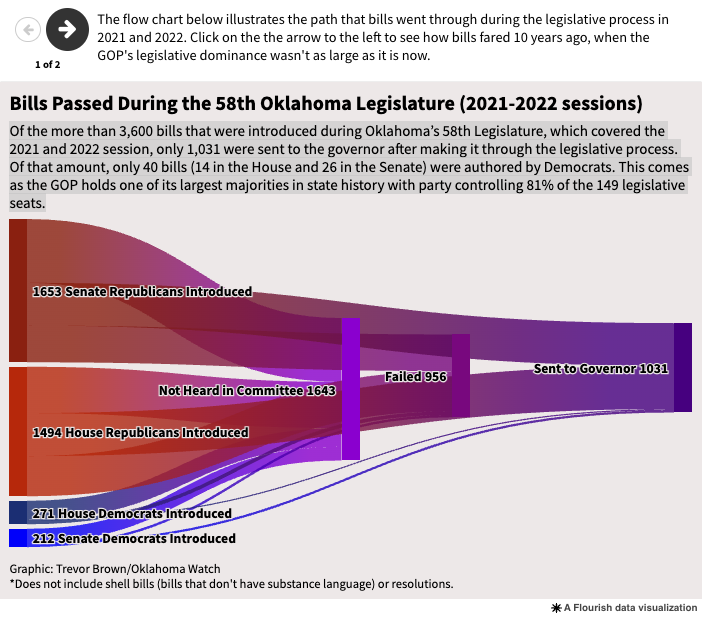 The flow chart below illustrates the path that bills went through during the legislative process in
2021 and 2022. Click on the the arrow to the left to see how bills fared 10 years ago, when the
GOP's legislative dominance wasn't as large as it is now.
1 of 2
Bills Passed During the 58th Oklahoma Legislature (2021-2022 sessions)
Of the more than 3,600 bills that were introduced during Oklahoma’s 58th Legislature, which covered the
2021 and 2022 session, only 1,031 were sent to the governor after making it through the legislative process.
Of that amount, only 40 bills (14 in the House and 26 in the Senate) were authored by Democrats. This comes
as the GOP holds one of its largest majorities in state history with party controlling 81% of the 149 legislative
seats.
1653 Senate Republicans Introduced
Sent to Governor 1031
Failed 956
Not Heard in Committee 1643
1494 House Republicans Introduced
271 House Democrats Introduced
212 Senate Democrats Introduced
Graphic: Trevor Brown/Oklahoma Watch
*Does not include shell bills (bills that don't have substance language) or resolutions.
A Flourish data visualization